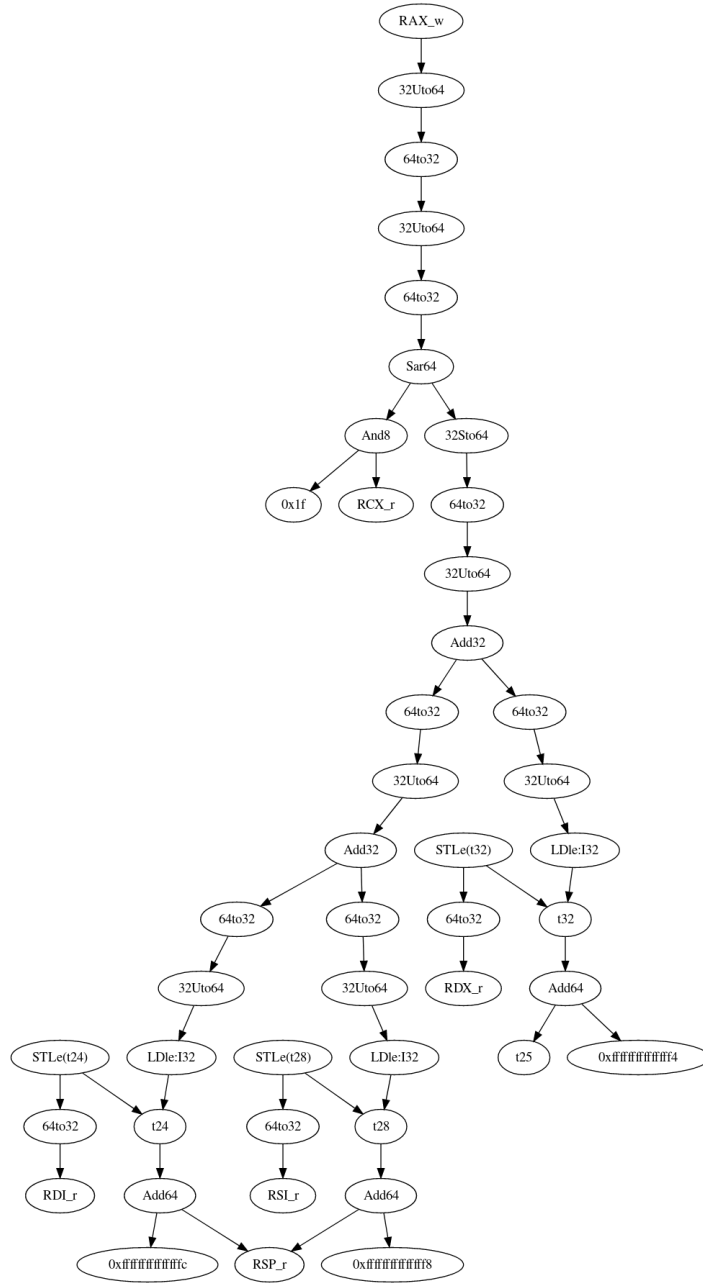 RAX_w
32Uto64
64to32
32Uto64
64to32
Sar64
And8
32Sto64
0x1f
RCX_r
64to32
32Uto64
Add32
64to32
64to32
32Uto64
32Uto64
Add32
STLe(t32)
LDle:I32
64to32
64to32
64to32
t32
32Uto64
32Uto64
RDX_r
Add64
STLe(t24)
LDle:I32
STLe(t28)
LDle:I32
t25
0xfffffffffffffff4
64to32
t24
64to32
t28
RDI_r
Add64
RSI_r
Add64
0xfffffffffffffffc
RSP_r
0xfffffffffffffff8